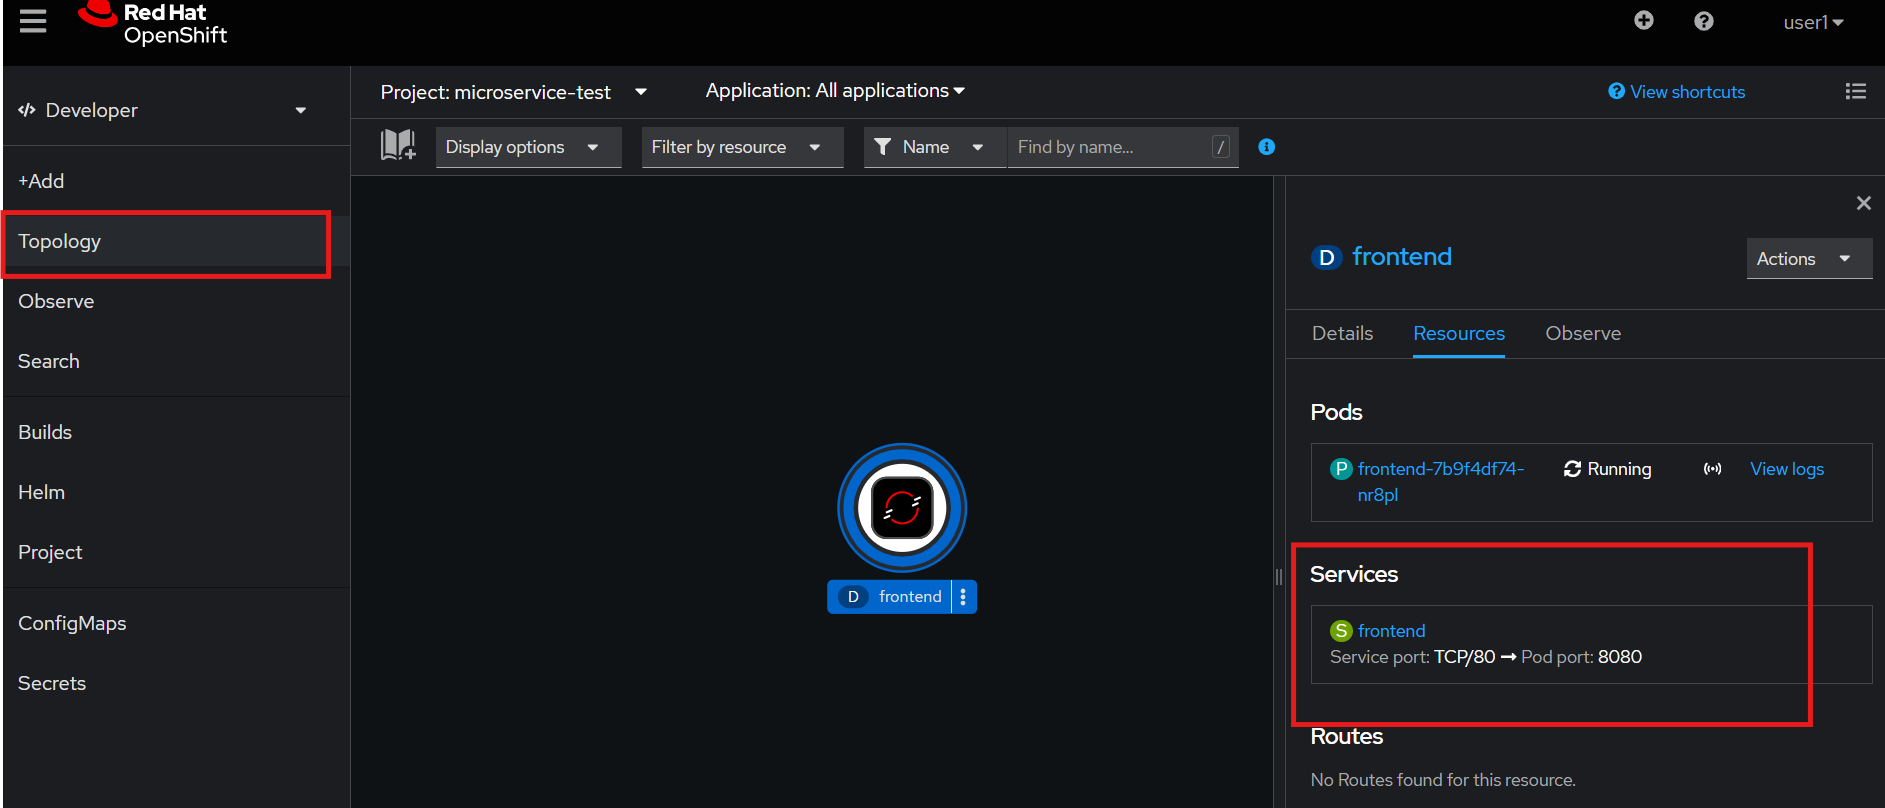 Red Hat
OpenShift
user1
Developer
Project: microservice-test
Application: All applications
View shortcuts
Display options
Filter by resource
Name
Find by name...
/
+Add
Topology
Observe
Search
Builds
Helm
Project
ConfigMaps
Secrets
D frontend
D frontend
Actions
Details
Resources
Observe
Pods
P frontend-7b9f4df74-
nr8pl
Running
View logs
Services
S frontend
Service port: TCP/80 → Pod port: 8080
Routes
No Routes found for this resource.